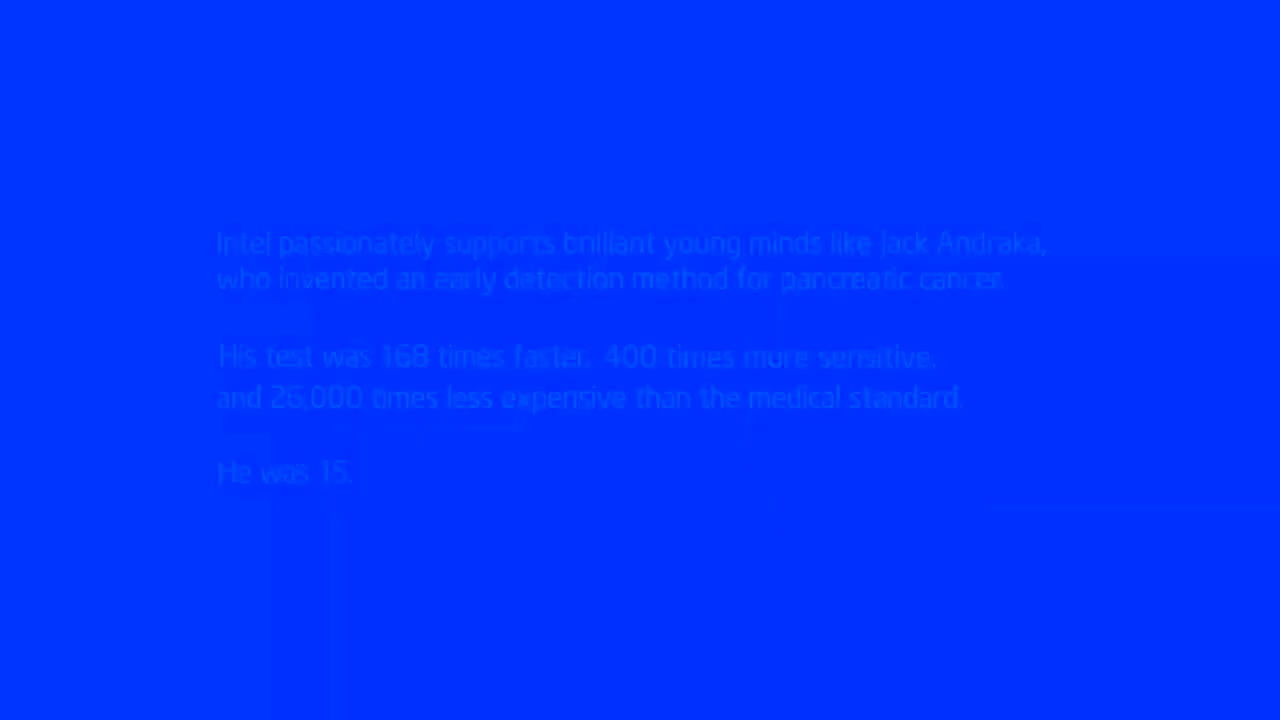 Intel passionately supports brilliant young minds like Jack Andraka,
who invented an early detection method for pancreatic cancer.
His test was 168 times faster, 400 times more sensitive,
and 26,000 times less expensive than the medical standard.
He was 15.